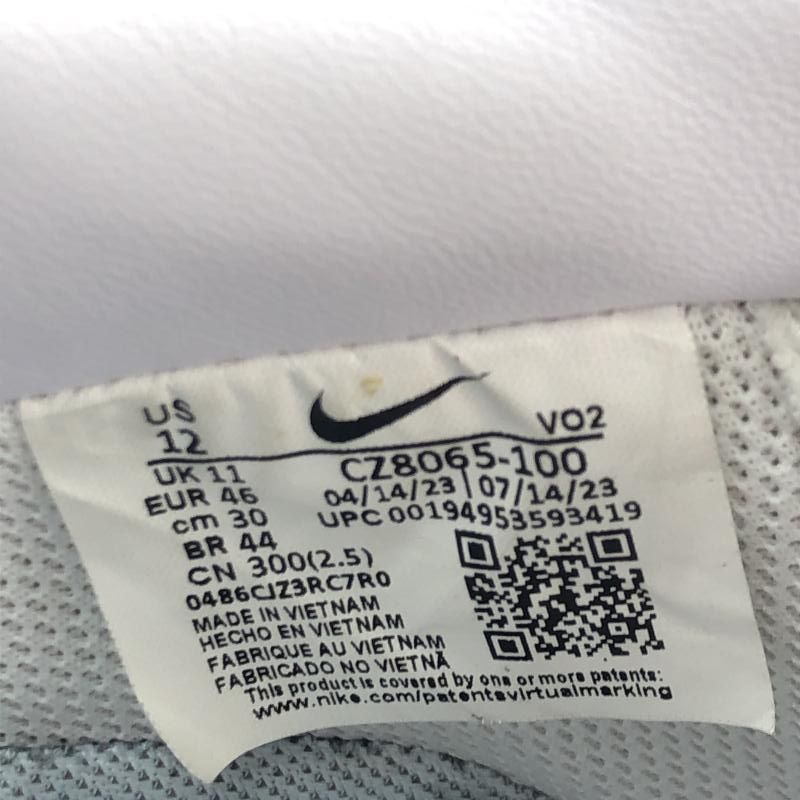 US
12
VO2
UK 11
EUR 46
cm 30
BR 44
CN 300(2.5)
0486CJZ3RC7R0
CZ8065-100
04/14/23 | 07/14/23
UPC 00194953593419
MADE IN VIETNAM
HECHO EN VIETNAM
FABRIQUE AU VIETNAM
FABRICADO NO VIETNÃ
This product is covered by one or more patents:
www.nike.com/patentsvirtualmarking